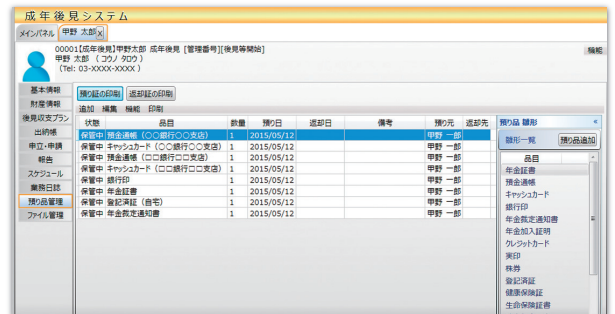 成年後見システム
メインパネル 甲野 太郎 x
00001【成年後見】甲野太郎 成年後見 [管理番号][後見等開始]
甲野 太郎 （コウノ タロウ）
(Tel: 03-XXXX-XXXX )
機能
基本情報
財産情報
後見収支プラン
出納帳
申立・申請
報告
スケジュール
業務日誌
預り品管理
ファイル管理
預り証の印刷 返却証の印刷
追加 編集 機能 印刷
状態 品目 数量 預り日 返却日 備考 預り元 返却先
保管中 預金通帳（〇〇銀行〇〇支店） 1 2015/05/12 甲野 一郎
保管中 キャッシュカード（〇〇銀行〇〇支店） 1 2015/05/12 甲野 一郎
保管中 預金通帳（□□銀行□□支店） 1 2015/05/12 甲野 一郎
保管中 キャッシュカード（□□銀行□□支店） 1 2015/05/12 甲野 一郎
保管中 銀行印 1 2015/05/12 甲野 一郎
保管中 年金証書 1 2015/05/12 甲野 一郎
保管中 登記済証（自宅） 1 2015/05/12 甲野 一郎
保管中 年金裁定通知書 1 2015/05/12 甲野 一郎
預り品 雛形 «
雛形一覧 預り品追加
品目
年金証書
預金通帳
キャッシュカード
銀行印
年金裁定通知書
年金加入証明
クレジットカード
実印
株券
登記済証
健康保険証
生命保険証書